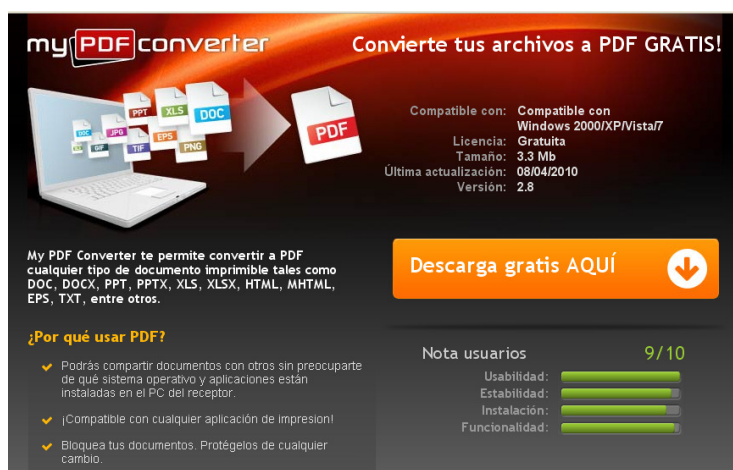 my PDF converter
Convierte tus archivos a PDF GRATIS!
PPT
XLS
DOC
DOC
JPG
EPS
GIF
TIF
PNG
PDF
Compatible con: Compatible con
Windows 2000/XP/Vista/7
Licencia: Gratuita
Tamaño: 3.3 Mb
Última actualización: 08/04/2010
Versión: 2.8
My PDF Converter te permite convertir a PDF
cualquier tipo de documento imprimible tales como
DOC, DOCX, PPT, PPTX, XLS, XLSX, HTML, MHTML,
EPS, TXT, entre otros.
Descarga gratis AQUÍ
¿Por qué usar PDF?
Podrás compartir documentos con otros sin preocuparte
de qué sistema operativo y aplicaciones están
instaladas en el PC del receptor.
¡Compatible con cualquier aplicación de impresion!
Bloquea tus documentos. Protégelos de cualquier
cambio.
Nota usuarios 9/10
Usabilidad:
Estabilidad:
Instalación:
Funcionalidad: